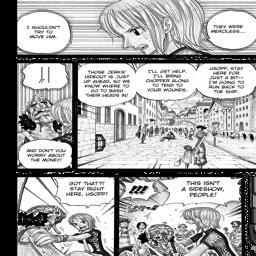 I SHOULDN'T
TRY TO
MOVE HIM.
THEY WERE
MERCILESS...
!!
AND DON'T YOU
WORRY ABOUT
THE MONEY!
THOSE JERKS'
HIDEOUT IS JUST
UP AHEAD, SO WE
KNOW WHERE
TO GO TO BASH
THEIR HEADS IN!
I'LL GET HELP.
I'LL BRING
CHOPPER ALONG
TO TEND TO
YOUR WOUNDS.
USOPP, STAY
HERE FOR
JUST A BIT--
I'M GOING TO
RUN BACK TO
THE SHIP.
GOT THAT?!
STAY RIGHT
HERE, USOPP!
!!!
THIS ISN'T
A SIDESHOW,
PEOPLE!